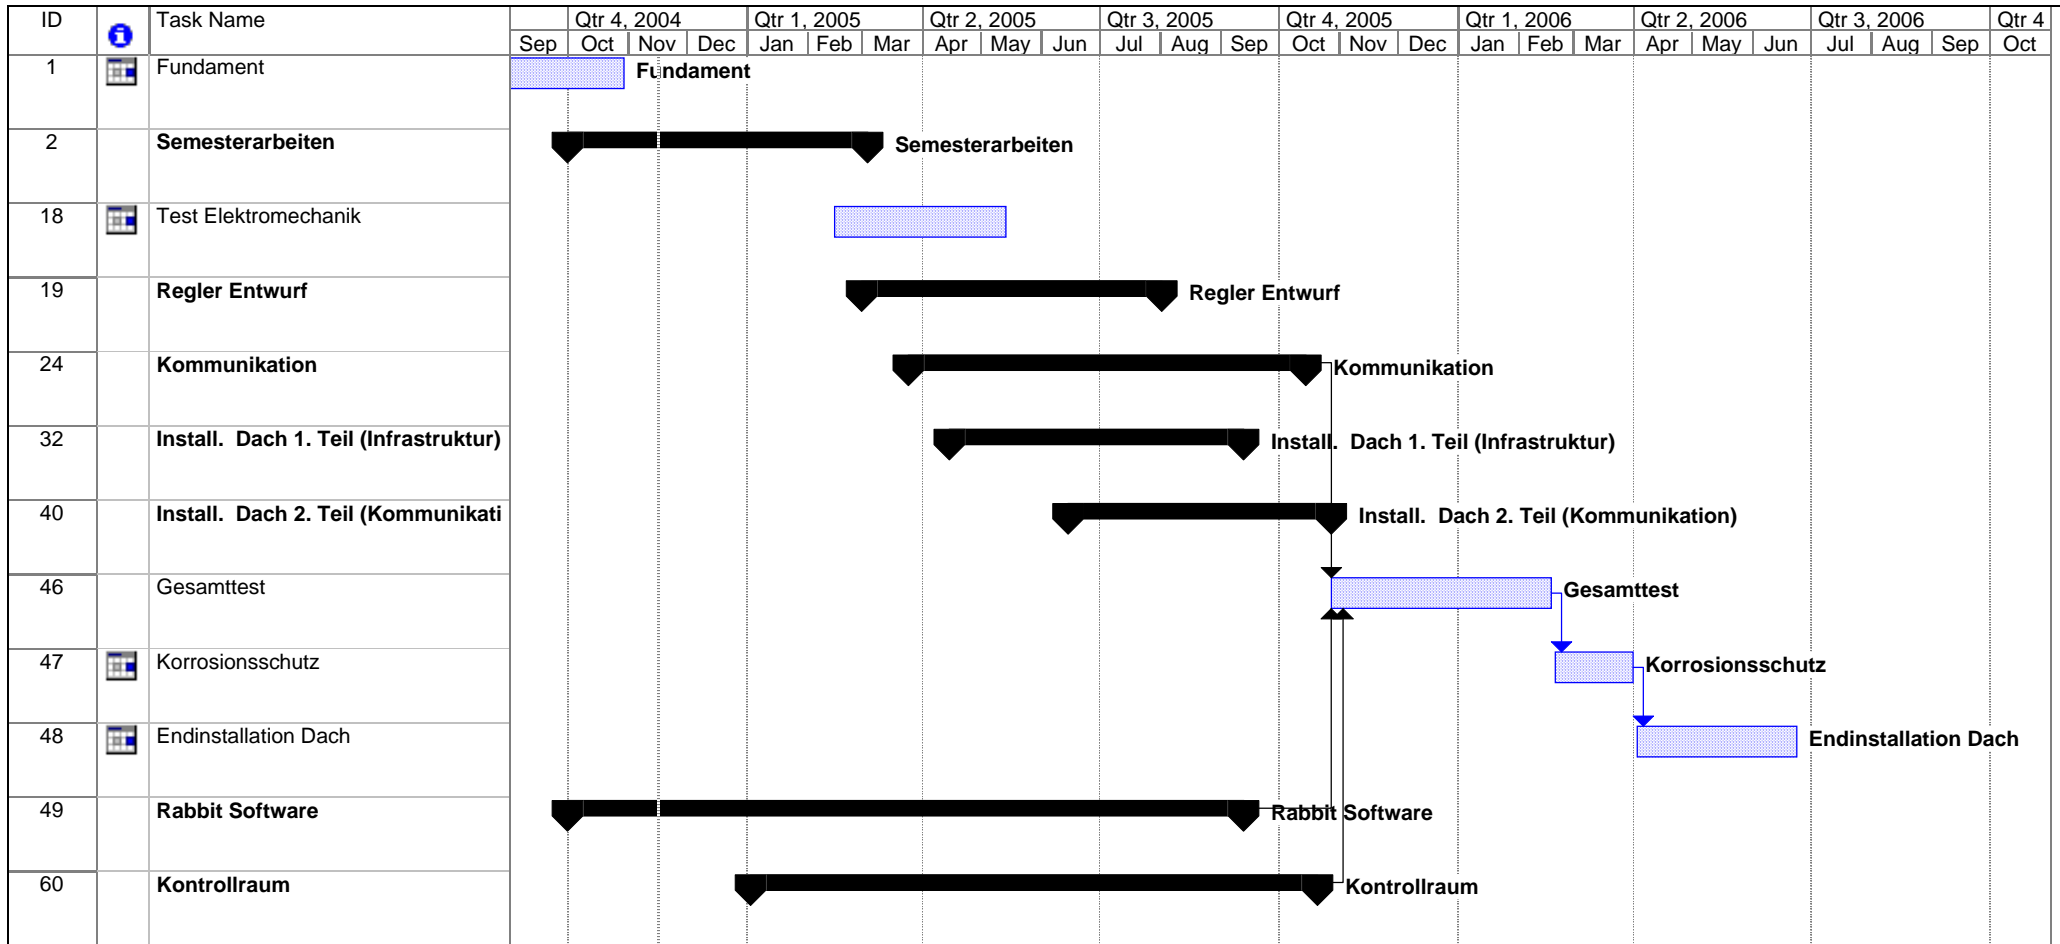 ID Task Name Qtr 4, 2004 Qtr 1, 2005 Qtr 2, 2005 Qtr 3, 2005 Qtr 4, 2005 Qtr 1, 2006 Qtr 2, 2006 Qtr 3, 2006 Qtr 4
Sep Oct Nov Dec Jan Feb Mar Apr May Jun Jul Aug Sep Oct Nov Dec Jan Feb Mar Apr May Jun Jul Aug Sep Oct
1 Fundament Fundament
2 Semesterarbeiten Semesterarbeiten
18 Test Elektromechanik
19 Regler Entwurf Regler Entwurf
24 Kommunikation Kommunikation
32 Install. Dach 1. Teil (Infrastruktur) Install. Dach 1. Teil (Infrastruktur)
40 Install. Dach 2. Teil (Kommunikati Install. Dach 2. Teil (Kommunikation)
46 Gesamttest Gesamttest
47 Korrosionsschutz Korrosionsschutz
48 Endinstallation Dach Endinstallation Dach
49 Rabbit Software Rabbit Software
60 Kontrollraum Kontrollraum